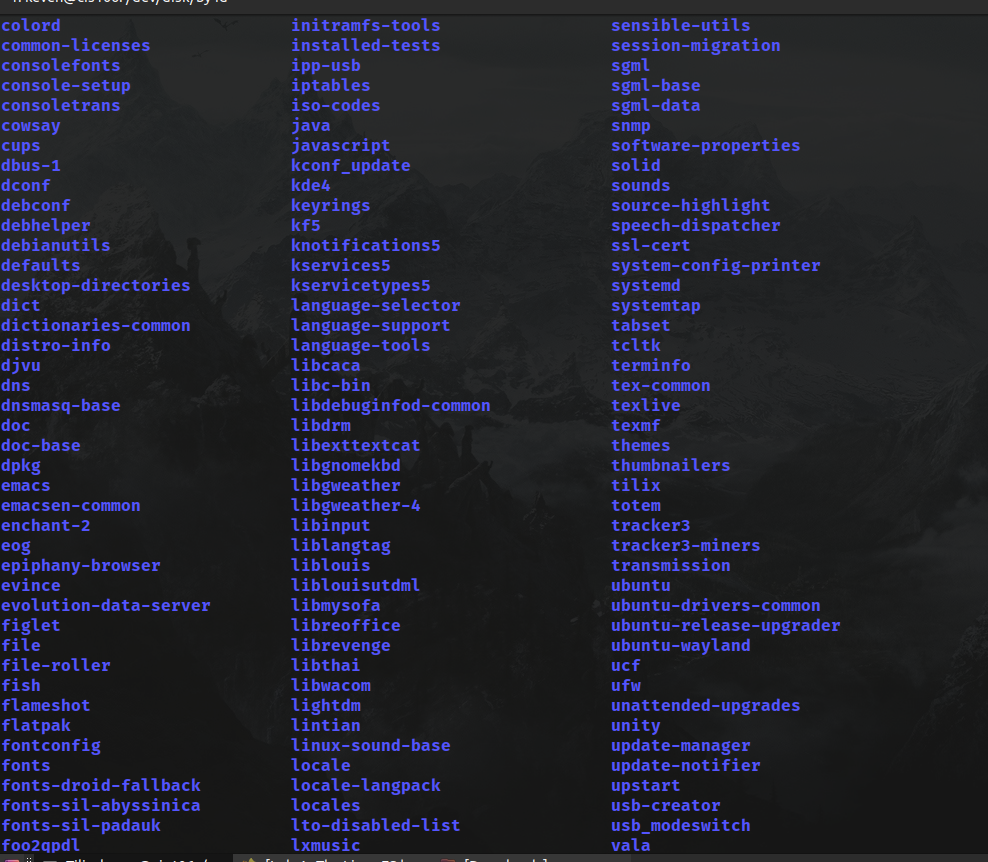 colord
common-licenses
consolefonts
console-setup
consoletrans
cowsay
cups
dbus-1
dconf
debconf
debhelper
debianutils
defaults
desktop-directories
dict
dictionaries-common
distro-info
djvu
dns
dnsmasq-base
doc
doc-base
dpkg
emacs
emacsen-common
enchant-2
eog
epiphany-browser
evince
evolution-data-server
figlet
file
file-roller
fish
flameshot
flatpak
fontconfig
fonts
fonts-droid-fallback
fonts-sil-abyssinica
fonts-sil-padauk
foo2qpdl
initramfs-tools
installed-tests
ipp-usb
iptables
iso-codes
java
javascript
kconf_update
kde4
keyrings
kf5
knotifications5
kservices5
kservicetypes5
language-selector
language-support
language-tools
libcaca
libc-bin
libdebuginfod-common
libdrm
libexttextcat
libgnomekbd
libgweather
libgweather-4
libinput
liblangtag
liblouis
liblouisutdml
libmysofa
libreoffice
librevenge
libthai
libwacom
lightdm
lintian
linux-sound-base
locale
locale-langpack
locales
lto-disabled-list
lxmusic
sensible-utils
session-migration
sgml
sgml-base
sgml-data
snmp
software-properties
solid
sounds
source-highlight
speech-dispatcher
ssl-cert
system-config-printer
systemd
systemtap
tabset
tcltk
terminfo
tex-common
texlive
texmf
themes
thumbnailers
tilix
totem
tracker3
tracker3-miners
transmission
ubuntu
ubuntu-drivers-common
ubuntu-release-upgrader
ubuntu-wayland
ucf
ufw
unattended-upgrades
unity
update-manager
update-notifier
upstart
usb-creator
usb_modeswitch
vala